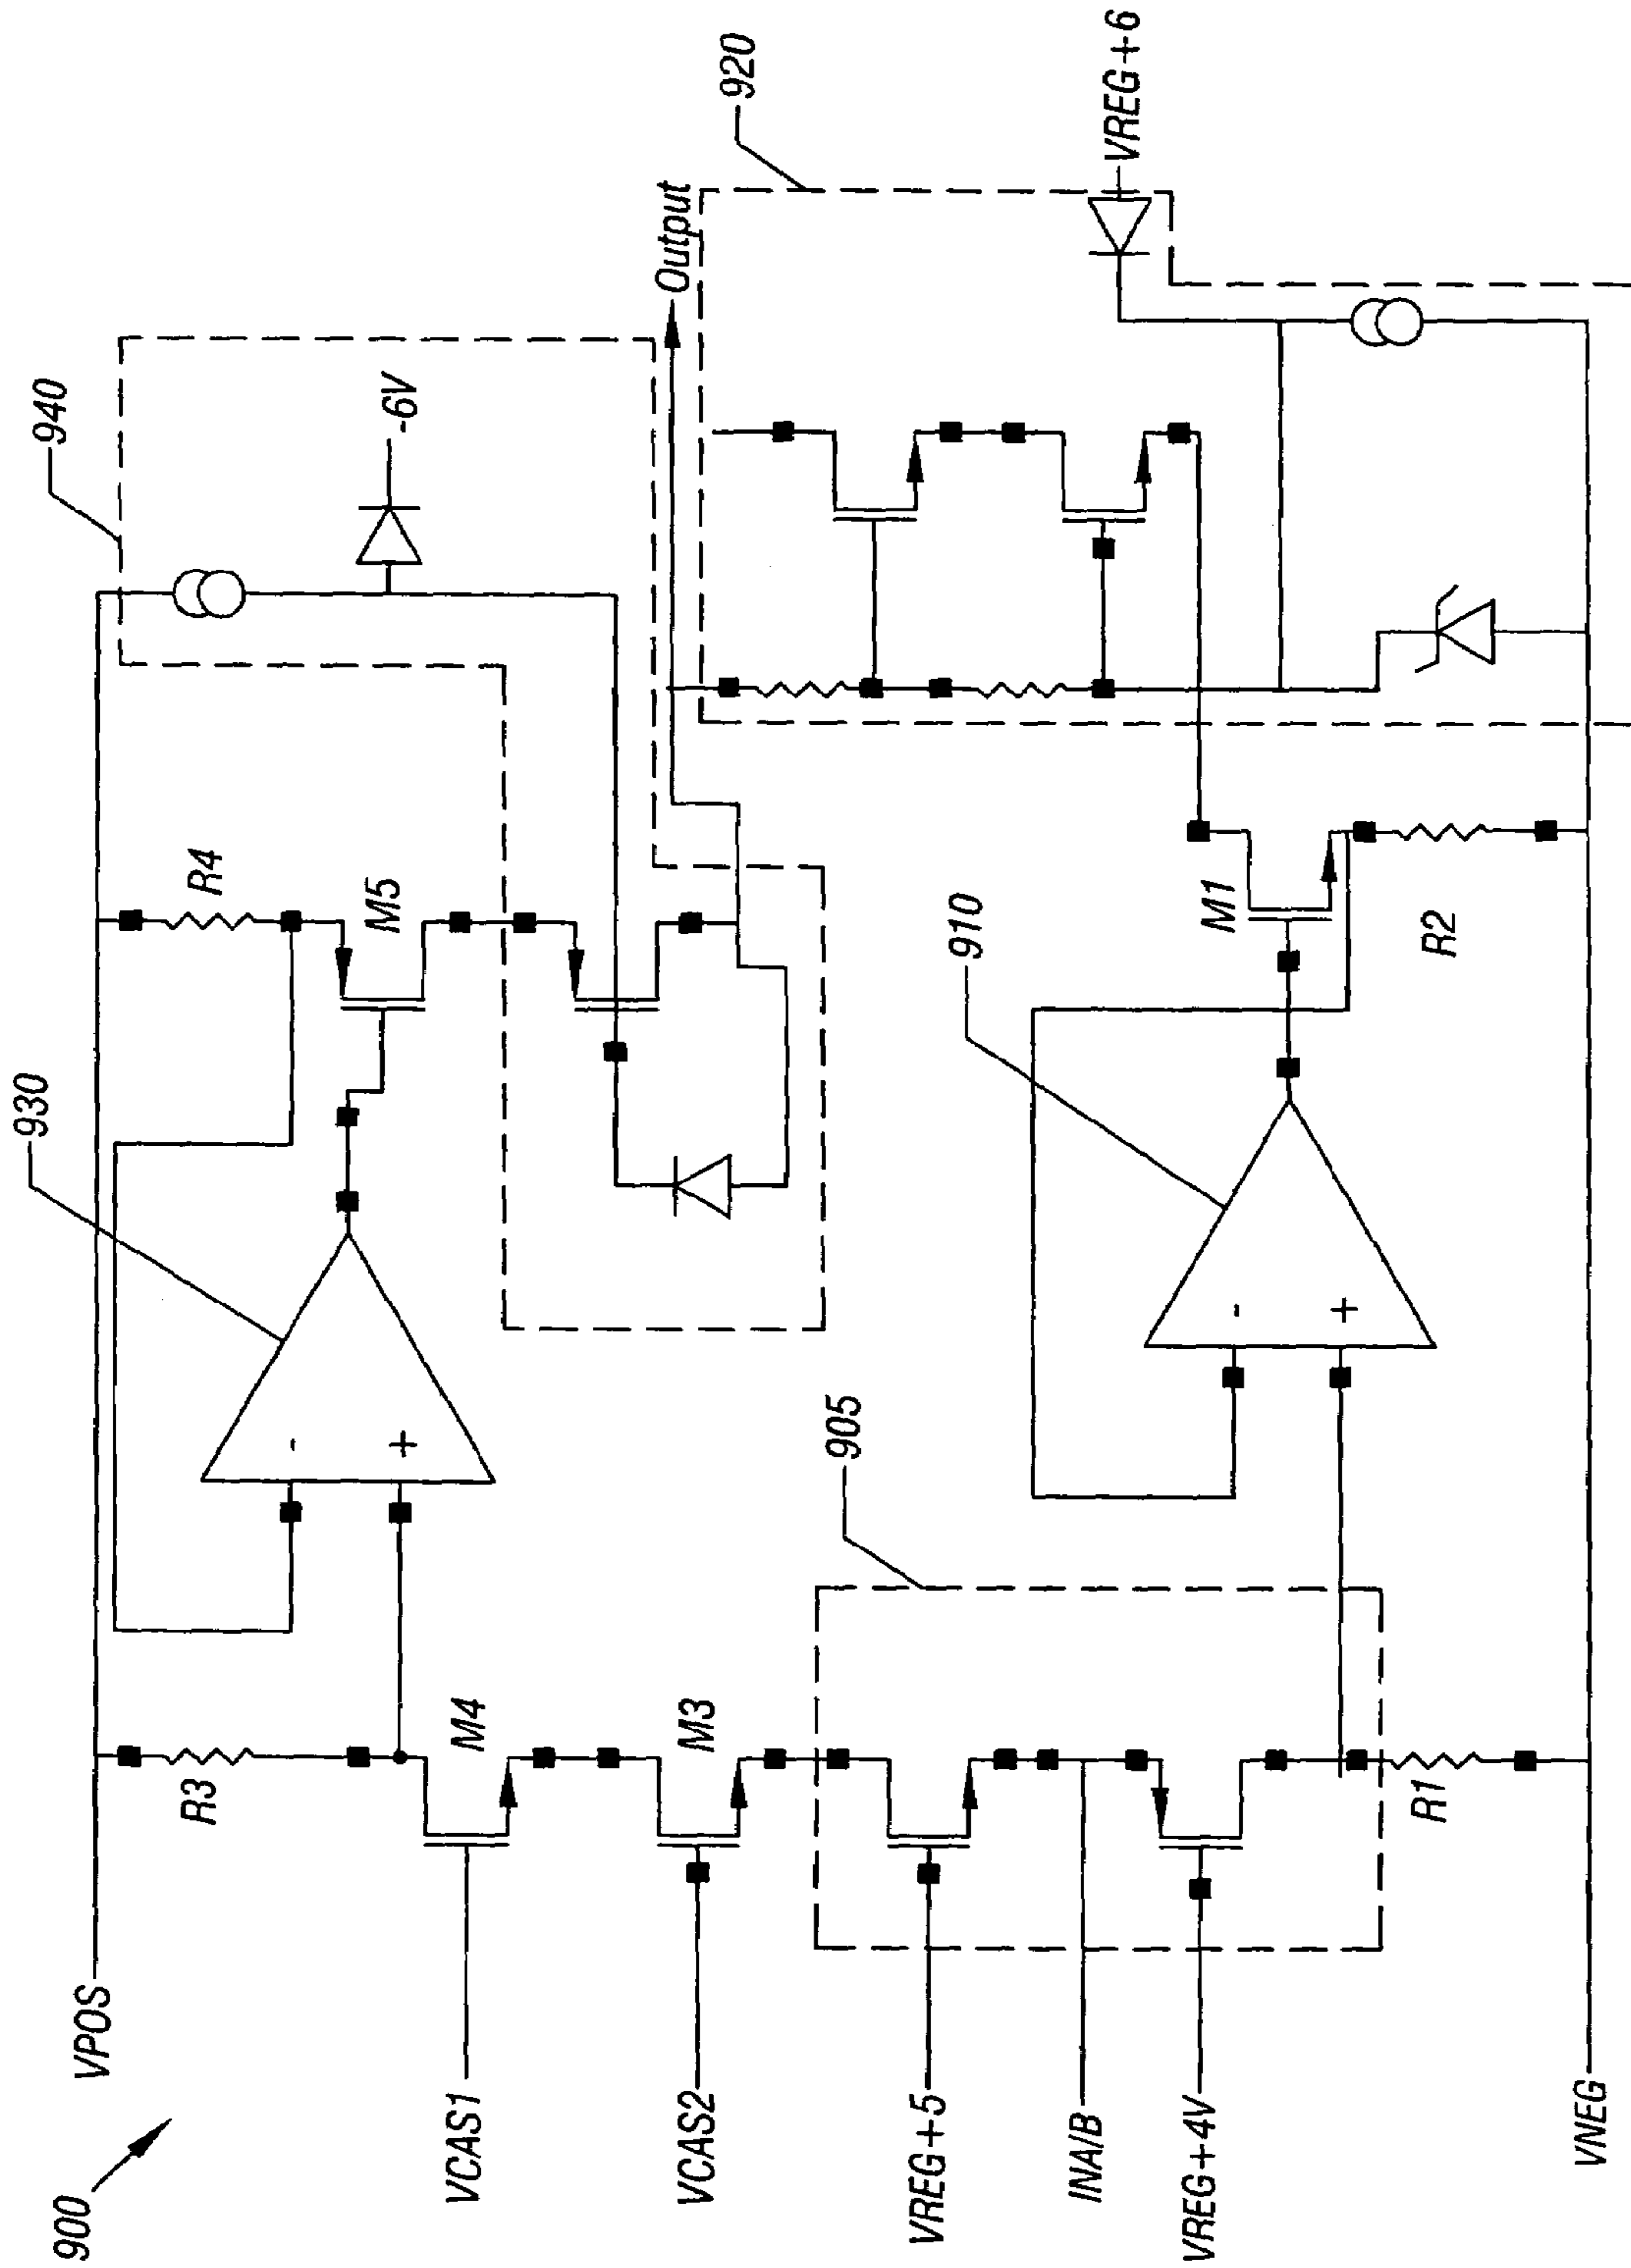 900
VPOS
VCAS1
VCAS2
VREG+5
INA/B
VREG+4V
VNEG
R3
M4
M3
905
R1
930
-
+
R4
M5
940
-6V
Output
910
-
+
M1
R2
920
VREG+6